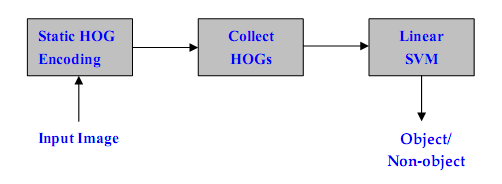 Static HOG
Encoding
Collect
HOGs
Linear
SVM
Input Image
Object/
Non-object